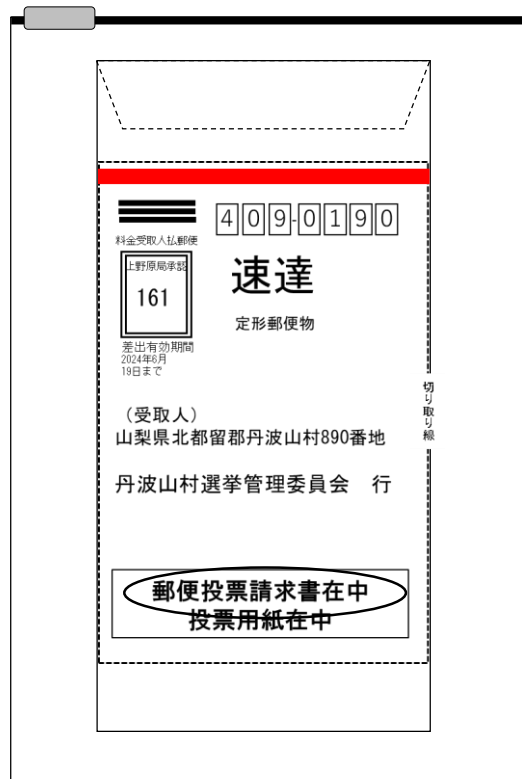 409-0190
料金受取人払郵便
上野原局承認
161
速達
定形郵便物
差出有効期間
2024年6月
19日まで
切り取り線
（受取人）
山梨県北都留郡丹波山村890番地
丹波山村選挙管理委員会　行
郵便投票請求書在中
投票用紙在中